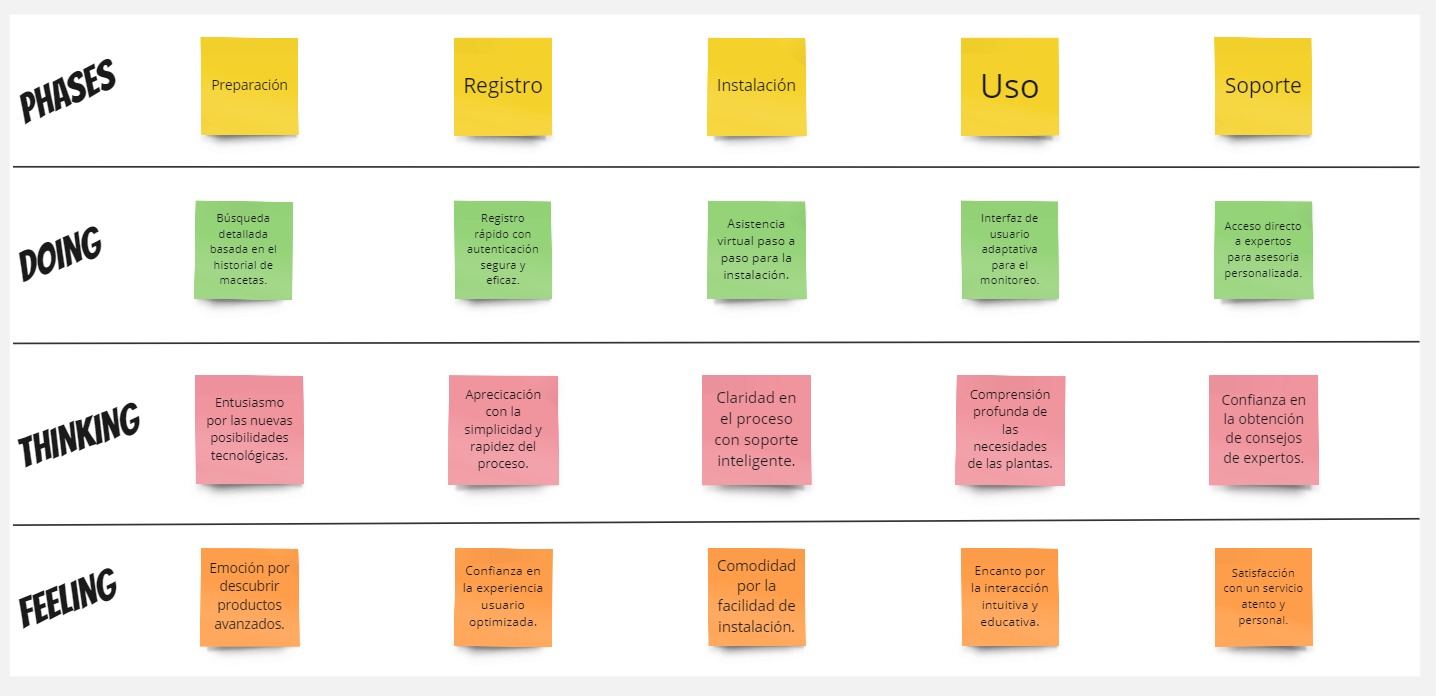 PHASES
Preparación
Registro
Instalación
Uso
Soporte
DOING
Búsqueda
detallada
basada en el
historial de
macetas.
Registro
rápido con
autenticación
segura y
eficaz.
Asistencia
virtual paso a
paso para la
instalación.
Interfaz de
usuario
adaptativa
para el
monitoreo.
Acceso directo
a expertos
para asesoria
personalizada.
THINKING
Entusiasmo
por las nuevas
posibilidades
tecnológicas.
Aprecicación
con la
simplicidad y
rapidez del
proceso.
Claridad en
el proceso
con soporte
inteligente.
Comprensión
profunda de
las
necesidades
de las plantas.
Confianza en
la obtención
de consejos
de expertos.
FEELING
Emoción por
descubrir
productos
avanzados.
Confianza en
la experiencia
usuario
optimizada.
Comodidad
por la
facilidad de
instalación.
Encanto por
la interacción
intuitiva y
educativa.
Satisfacción
con un servicio
atento y
personal.